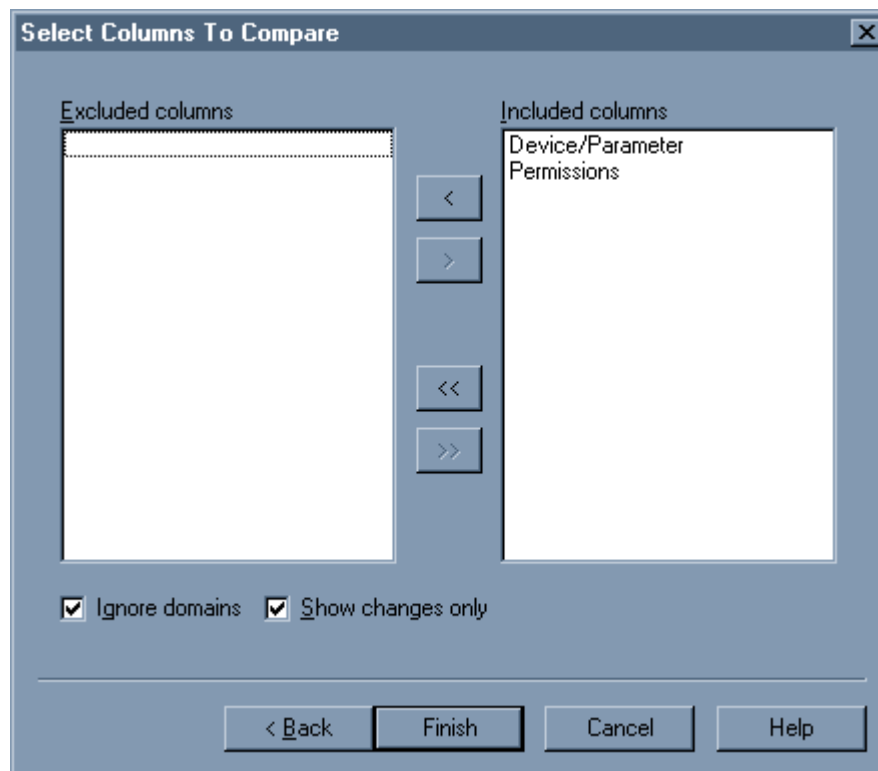 Select Columns To Compare
Excluded columns
Included columns
Device/Parameter
Permissions
<
>
<<
>>
Ignore domains
Show changes only
< Back
Finish
Cancel
Help